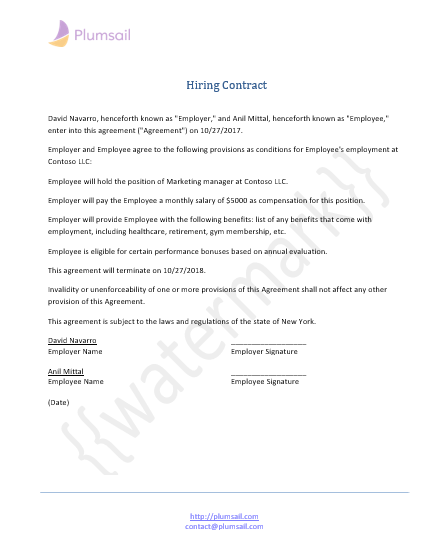 Plumsail
Hiring Contract
David Navarro, henceforth known as "Employer," and Anil Mittal, henceforth known as "Employee,"
enter into this agreement ("Agreement") on 10/27/2017.
Employer and Employee agree to the following provisions as conditions for Employee's employment at
Contoso LLC:
Employee will hold the position of Marketing manager at Contoso LLC.
Employer will pay the Employee a monthly salary of $5000 as compensation for this position.
Employer will provide Employee with the following benefits: list of any benefits that come with
employment, including healthcare, retirement, gym membership, etc.
Employee is eligible for certain performance bonuses based on annual evaluation.
This agreement will terminate on 10/27/2018.
Invalidity or unenforceability of one or more provisions of this Agreement shall not affect any other
provision of this Agreement.
This agreement is subject to the laws and regulations of the state of New York.
David Navarro ____________________
Employer Name Employer Signature
Anil Mittal ____________________
Employee Name Employee Signature
(Date)
{{watermark}}
http://plumsail.com
contact@plumsail.com